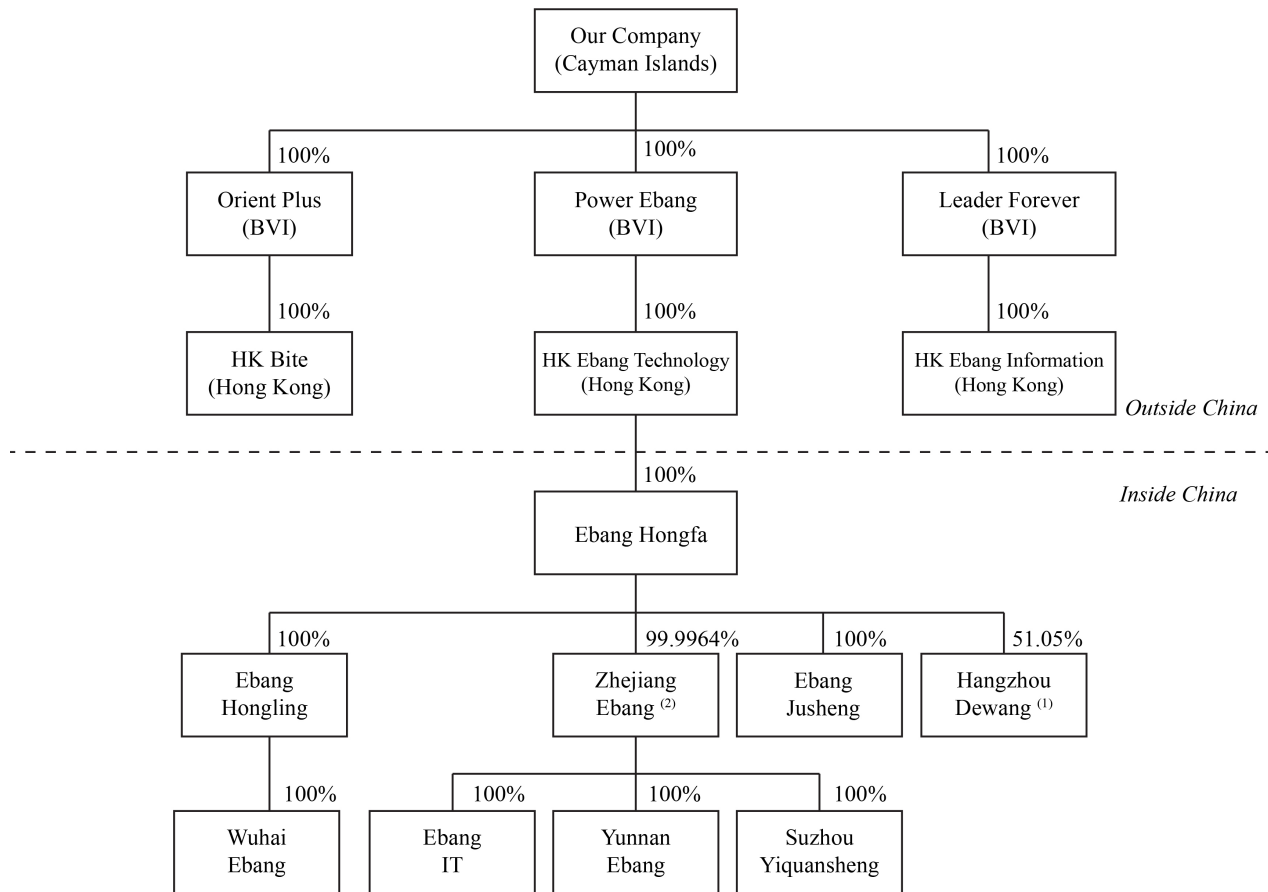 Our Company
(Cayman Islands)
100%
100%
100%
Orient Plus
(BVI)
Power Ebang
(BVI)
Leader Forever
(BVI)
100%
100%
100%
HK Bite
(Hong Kong)
HK Ebang Technology
(Hong Kong)
HK Ebang Information
(Hong Kong)
Outside China
100%
Inside China
Ebang Hongfa
100%
99.9964%
100%
51.05%
Ebang
Hongling
Zhejiang
Ebang (2)
Ebang
Jusheng
Hangzhou
Dewang (1)
100%
100%
100%
100%
Wuhai
Ebang
Ebang
IT
Yunnan
Ebang
Suzhou
Yiquansheng